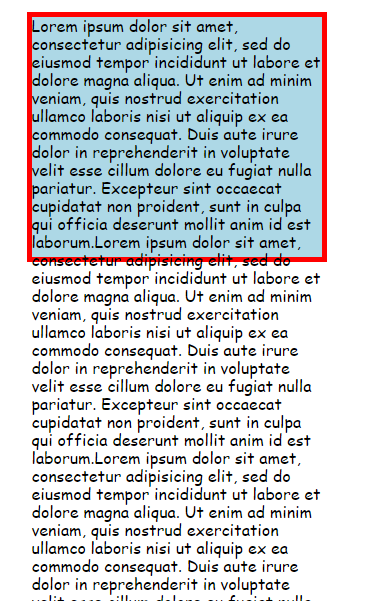 Lorem ipsum dolor sit amet,
consectetur adipisicing elit, sed do
eiusmod tempor incididunt ut labore et
dolore magna aliqua. Ut enim ad minim
veniam, quis nostrud exercitation
ullamco laboris nisi ut aliquip ex ea
commodo consequat. Duis aute irure
dolor in reprehenderit in voluptate
velit esse cillum dolore eu fugiat nulla
pariatur. Excepteur sint occaecat
cupidatat non proident, sunt in culpa
qui officia deserunt mollit anim id est
laborum.Lorem ipsum dolor sit amet,
consectetur adipisicing elit, sed do
eiusmod tempor incididunt ut labore et
dolore magna aliqua. Ut enim ad minim
veniam, quis nostrud exercitation
ullamco laboris nisi ut aliquip ex ea
commodo consequat. Duis aute irure
dolor in reprehenderit in voluptate
velit esse cillum dolore eu fugiat nulla
pariatur. Excepteur sint occaecat
cupidatat non proident, sunt in culpa
qui officia deserunt mollit anim id est
laborum.Lorem ipsum dolor sit amet,
consectetur adipisicing elit, sed do
eiusmod tempor incididunt ut labore et
dolore magna aliqua. Ut enim ad minim
veniam, quis nostrud exercitation
ullamco laboris nisi ut aliquip ex ea
commodo consequat. Duis aute irure
dolor in reprehenderit in voluptate